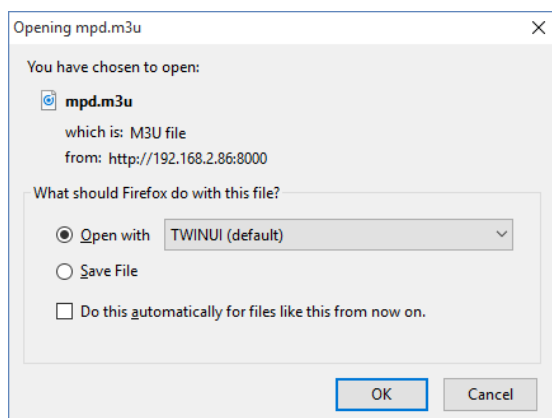 Opening mpd.m3u
You have chosen to open:
mpd.m3u
which is: M3U file
from: http://192.168.2.86:8000
What should Firefox do with this file?
Open with TWINUI (default)
Save File
Do this automatically for files like this from now on.
OK Cancel